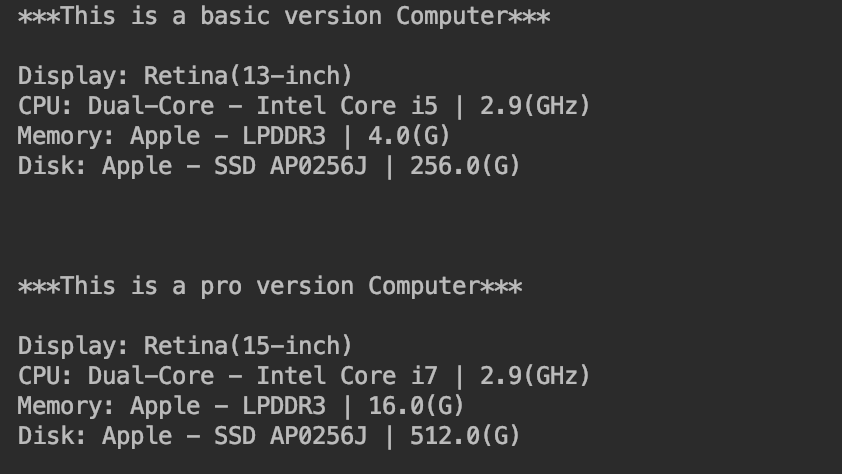 ***This is a basic version Computer***
Display: Retina(13-inch)
CPU: Dual-Core - Intel Core i5 | 2.9(GHz)
Memory: Apple - LPDDR3 | 4.0(G)
Disk: Apple - SSD AP0256J | 256.0(G)
***This is a pro version Computer***
Display: Retina(15-inch)
CPU: Dual-Core - Intel Core i7 | 2.9(GHz)
Memory: Apple - LPDDR3 | 16.0(G)
Disk: Apple - SSD AP0256J | 512.0(G)